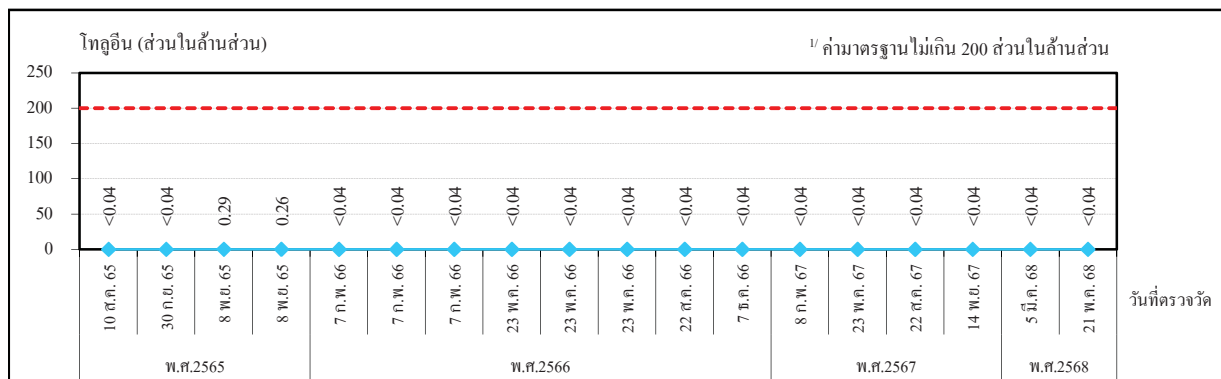 โทลูอีน (ส่วนในล้านส่วน)
1/ ค่ามาตรฐานไม่เกิน 200 ส่วนในล้านส่วน
250
200
150
100
50
0
<0.04 <0.04 0.29 0.26 <0.04 <0.04 <0.04 <0.04 <0.04 <0.04 <0.04 <0.04 <0.04 <0.04 <0.04 <0.04 <0.04 <0.04
10 ส.ค. 65 30 ก.ย. 65 8 พ.ย. 65 8 พ.ย. 65 7 ก.พ. 66 7 ก.พ. 66 7 ก.พ. 66 23 พ.ค. 66 23 พ.ค. 66 23 พ.ค. 66 22 ส.ค. 66 7 ธ.ค. 66 8 ก.พ. 67 23 พ.ค. 67 22 ส.ค. 67 14 พ.ย. 67 5 มี.ค. 68 21 พ.ค. 68
วันที่ตรวจวัด
พ.ศ.2565 พ.ศ.2566 พ.ศ.2567 พ.ศ.2568